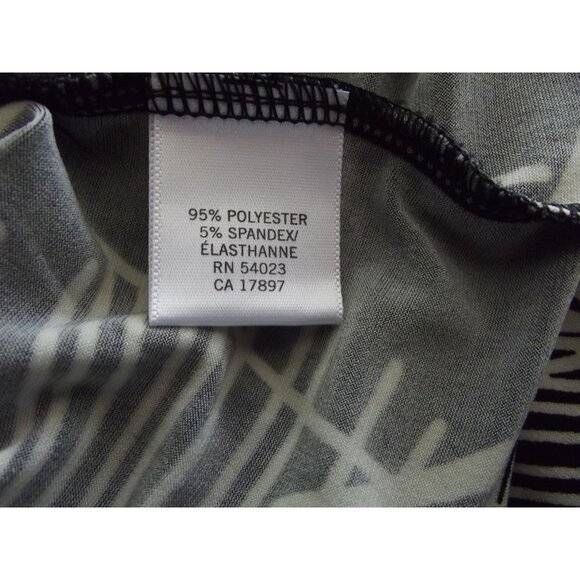 95% POLYESTER
5% SPANDEX/
ÉLASTHANNE
RN 54023
CA 17897